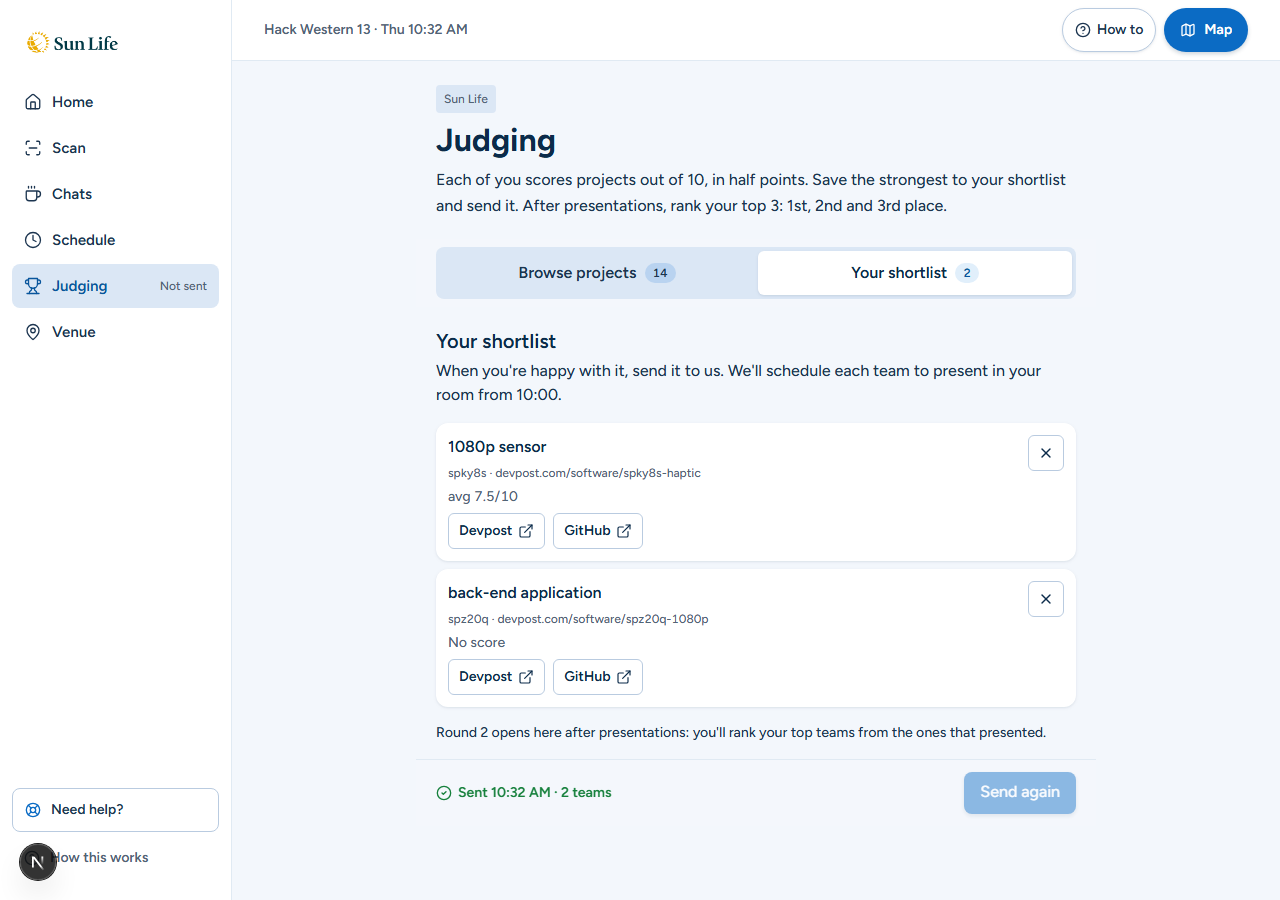 Sun Life
Home
Scan
Chats
Schedule
Judging Not sent
Venue
Need help?
How this works
N
Hack Western 13 · Thu 10:32 AM
How to
Map
Sun Life
Judging
Each of you scores projects out of 10, in half points. Save the strongest to your shortlist
and send it. After presentations, rank your top 3: 1st, 2nd and 3rd place.
Browse projects 14
Your shortlist 2
Your shortlist
When you're happy with it, send it to us. We'll schedule each team to present in your
room from 10:00.
1080p sensor
spky8s · devpost.com/software/spky8s-haptic
avg 7.5/10
Devpost
GitHub
back-end application
spz20q · devpost.com/software/spz20q-1080p
No score
Devpost
GitHub
Round 2 opens here after presentations: you'll rank your top teams from the ones that presented.
Sent 10:32 AM · 2 teams
Send again